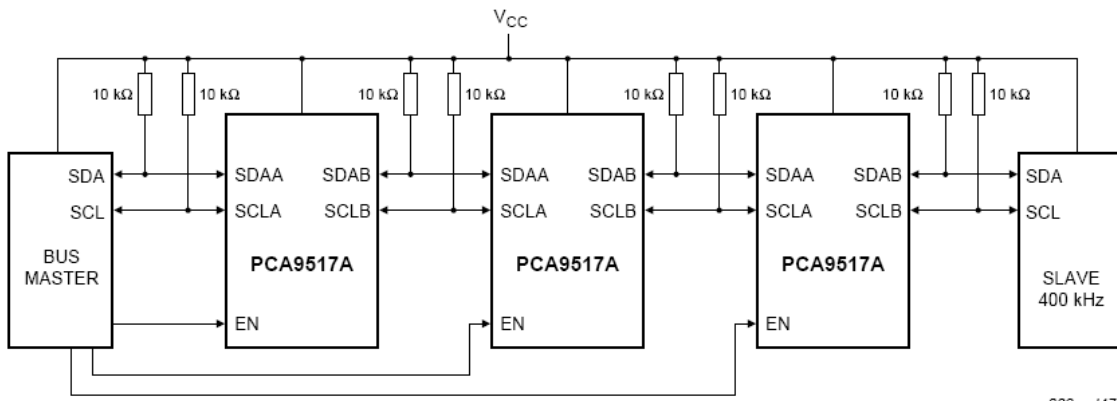 VCC
10 kΩ 10 kΩ 10 kΩ 10 kΩ 10 kΩ 10 kΩ 10 kΩ 10 kΩ
SDA SDAA SDAB SDAA SDAB SDAA SDAB SDA
SCL SCLA SCLB SCLA SCLB SCLA SCLB SCL
BUS
MASTER
PCA9517A PCA9517A PCA9517A
SLAVE
400 kHz
EN EN EN